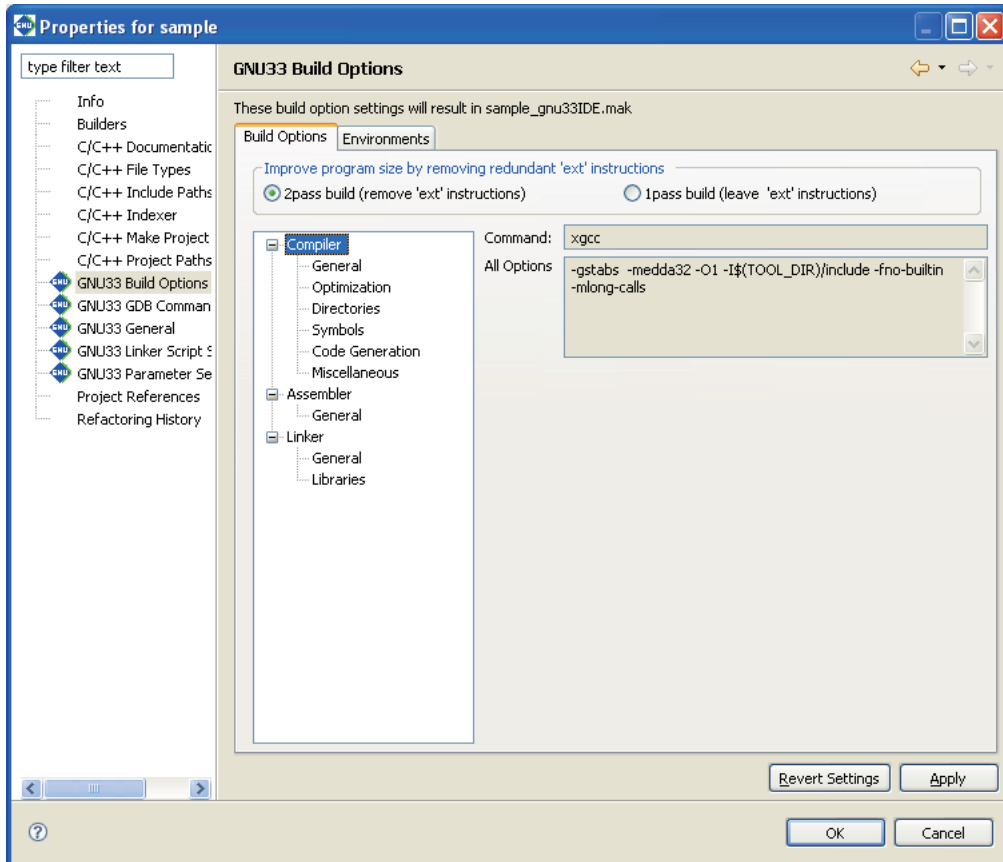 Properties for sample
type filter text
Info
Builders
C/C++ Documentatic
C/C++ File Types
C/C++ Include Paths
C/C++ Indexer
C/C++ Make Project
C/C++ Project Paths
GNU33 Build Options
GNU33 GDB Comman
GNU33 General
GNU33 Linker Script S
GNU33 Parameter Se
Project References
Refactoring History
GNU33 Build Options
These build option settings will result in sample_gnu33IDE.mak
Build Options Environments
Improve program size by removing redundant 'ext' instructions
2pass build (remove 'ext' instructions) 1pass build (leave 'ext' instructions)
Compiler
General
Optimization
Directories
Symbols
Code Generation
Miscellaneous
Assembler
General
Linker
General
Libraries
Command: xgcc
All Options -gstabs -medda32 -O1 -I$(TOOL_DIR)/include -fno-builtin
-mlong-calls
Revert Settings Apply
OK Cancel